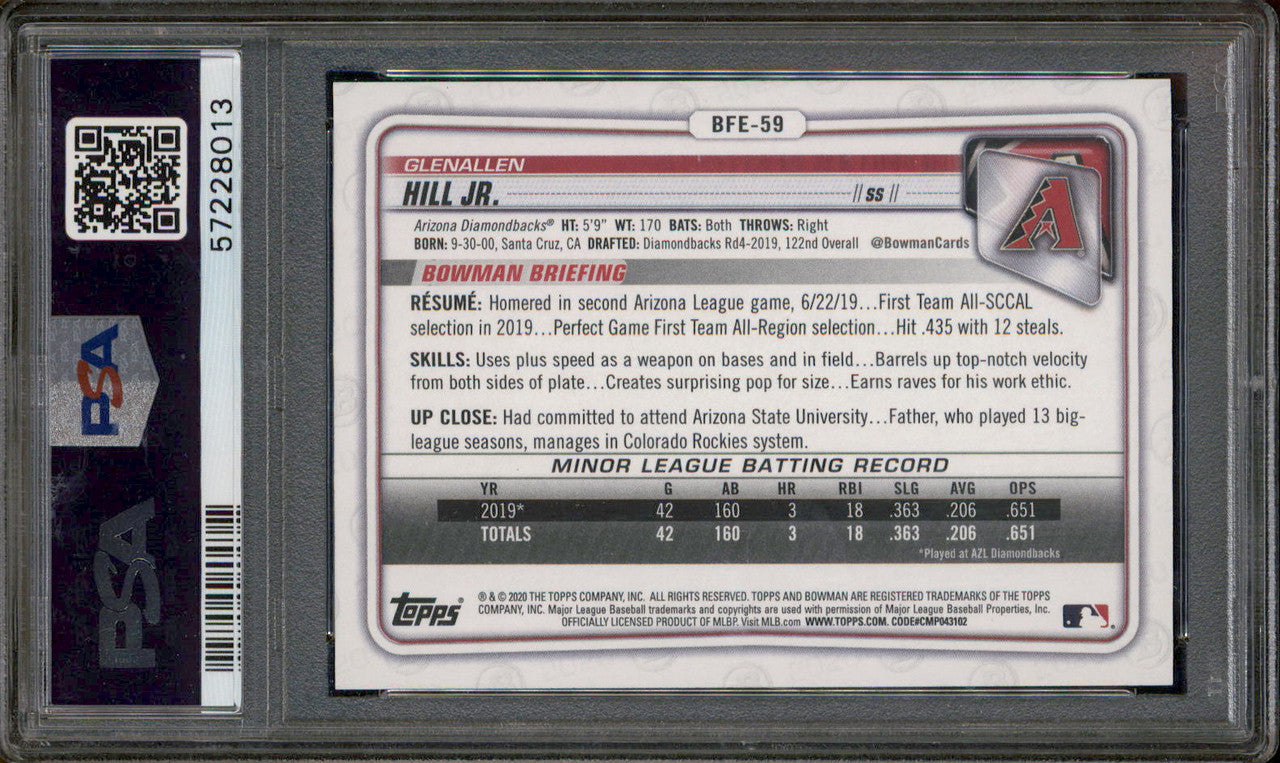 57228013
PSA
PSA
BFE-59
GLENALLEN
HILL JR.
// SS //
Arizona Diamondbacks® HT: 5'9" WT: 170 BATS: Both THROWS: Right
BORN: 9-30-00, Santa Cruz, CA DRAFTED: Diamondbacks Rd4-2019, 122nd Overall @BowmanCards
BOWMAN BRIEFING
RÉSUMÉ: Homered in second Arizona League game, 6/22/19...First Team All-SCCAL
selection in 2019...Perfect Game First Team All-Region selection...Hit .435 with 12 steals.
SKILLS: Uses plus speed as a weapon on bases and in field...Barrels up top-notch velocity
from both sides of plate...Creates surprising pop for size...Earns raves for his work ethic.
UP CLOSE: Had committed to attend Arizona State University...Father, who played 13 big-
league seasons, manages in Colorado Rockies system.
MINOR LEAGUE BATTING RECORD
YR G AB HR RBI SLG AVG OPS
2019* 42 160 3 18 .363 .206 .651
TOTALS 42 160 3 18 .363 .206 .651
*Played at AZL Diamondbacks
Topps®
® & © 2020 THE TOPPS COMPANY, INC. ALL RIGHTS RESERVED. TOPPS AND BOWMAN ARE REGISTERED TRADEMARKS OF THE TOPPS
COMPANY, INC. Major League Baseball trademarks and copyrights are used with permission of Major League Baseball Properties, Inc.
OFFICIALLY LICENSED PRODUCT OF MLBP. Visit MLB.com WWW.TOPPS.COM. CODE#CMP043102